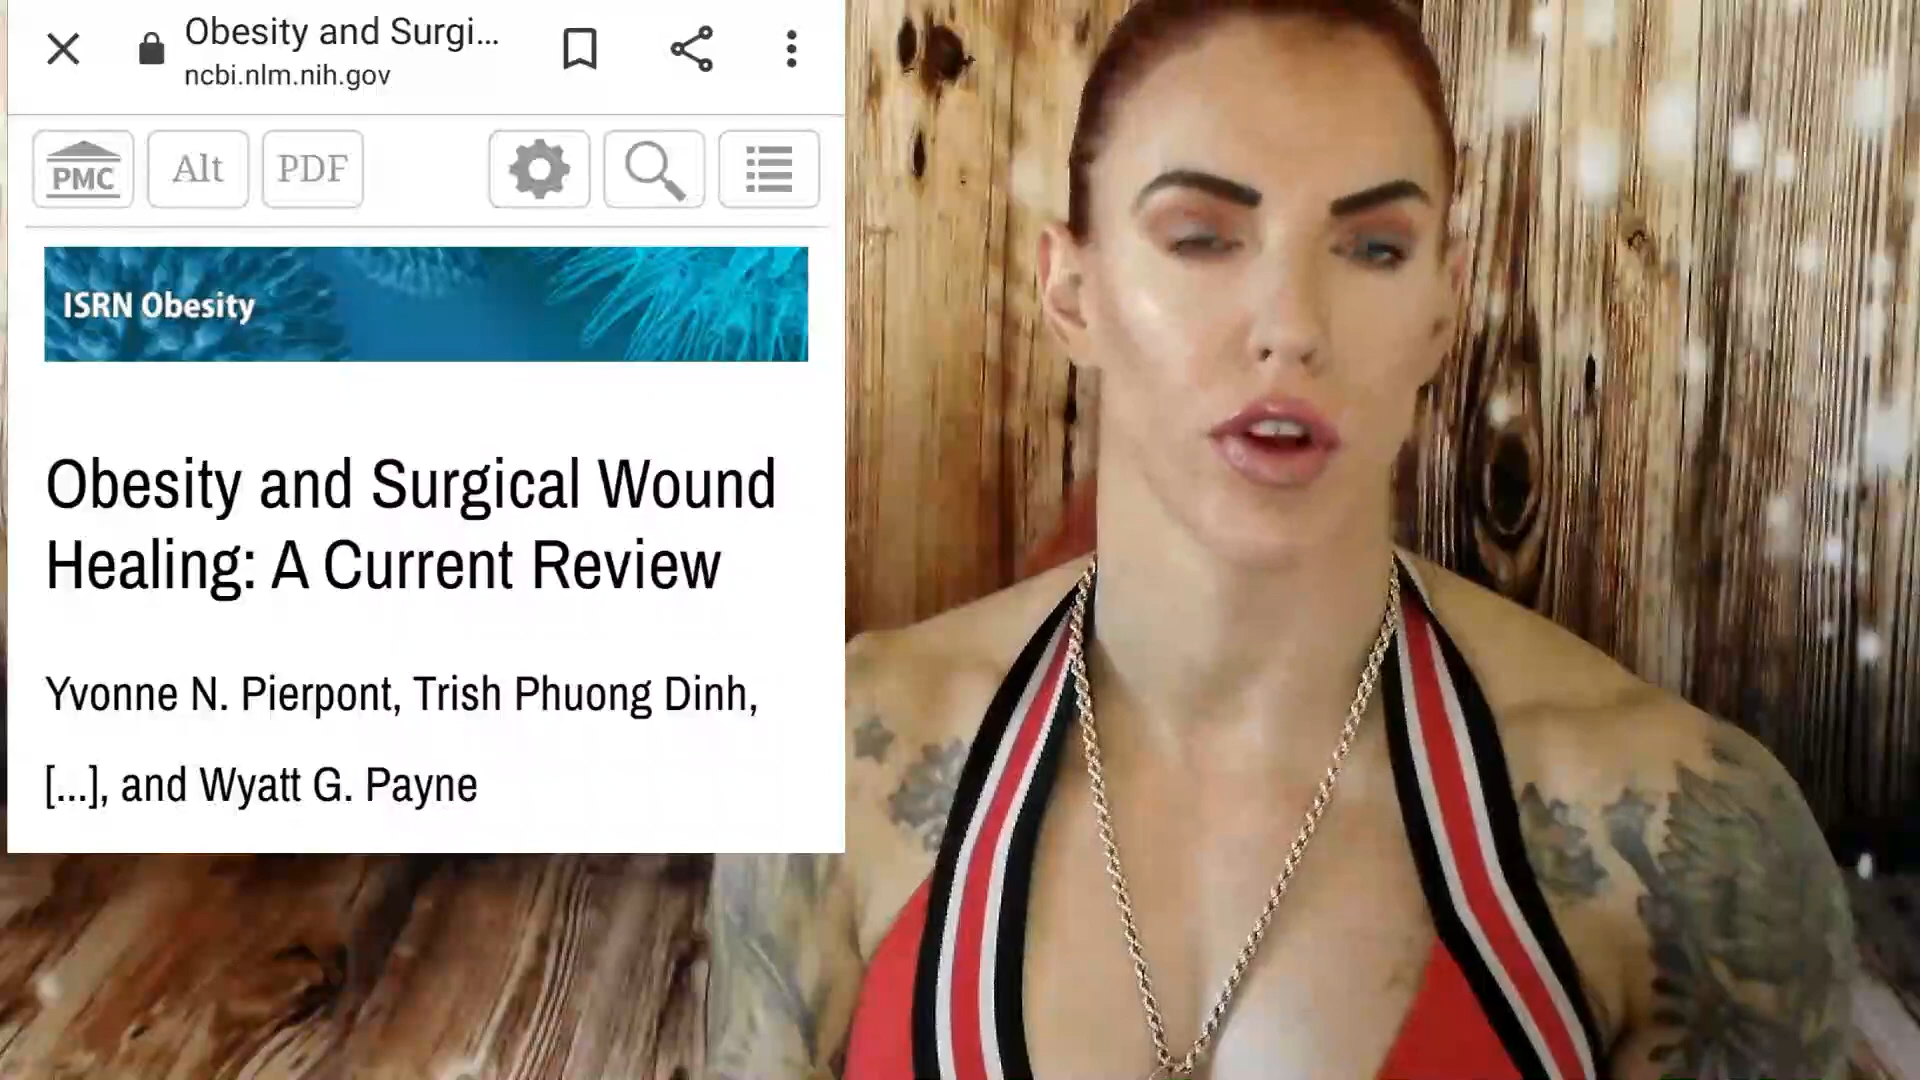 Obesity and Surgi...
ncbi.nlm.nih.gov
PMC Alt PDF
ISRN Obesity
Obesity and Surgical Wound
Healing: A Current Review
Yvonne N. Pierpont, Trish Phuong Dinh,
[...], and Wyatt G. Payne